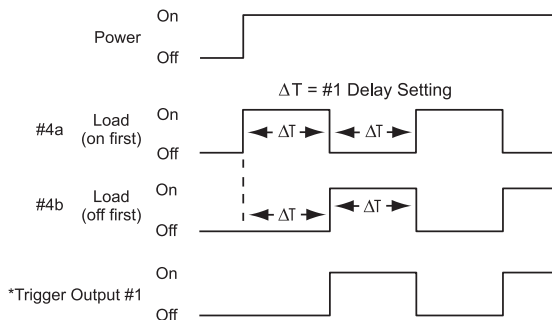 On
Power
Off
ΔT = #1 Delay Setting
On
#4a Load
(on first)
ΔT ΔT
Off
On
#4b Load
(off first)
ΔT ΔT
Off
On
*Trigger Output #1
Off